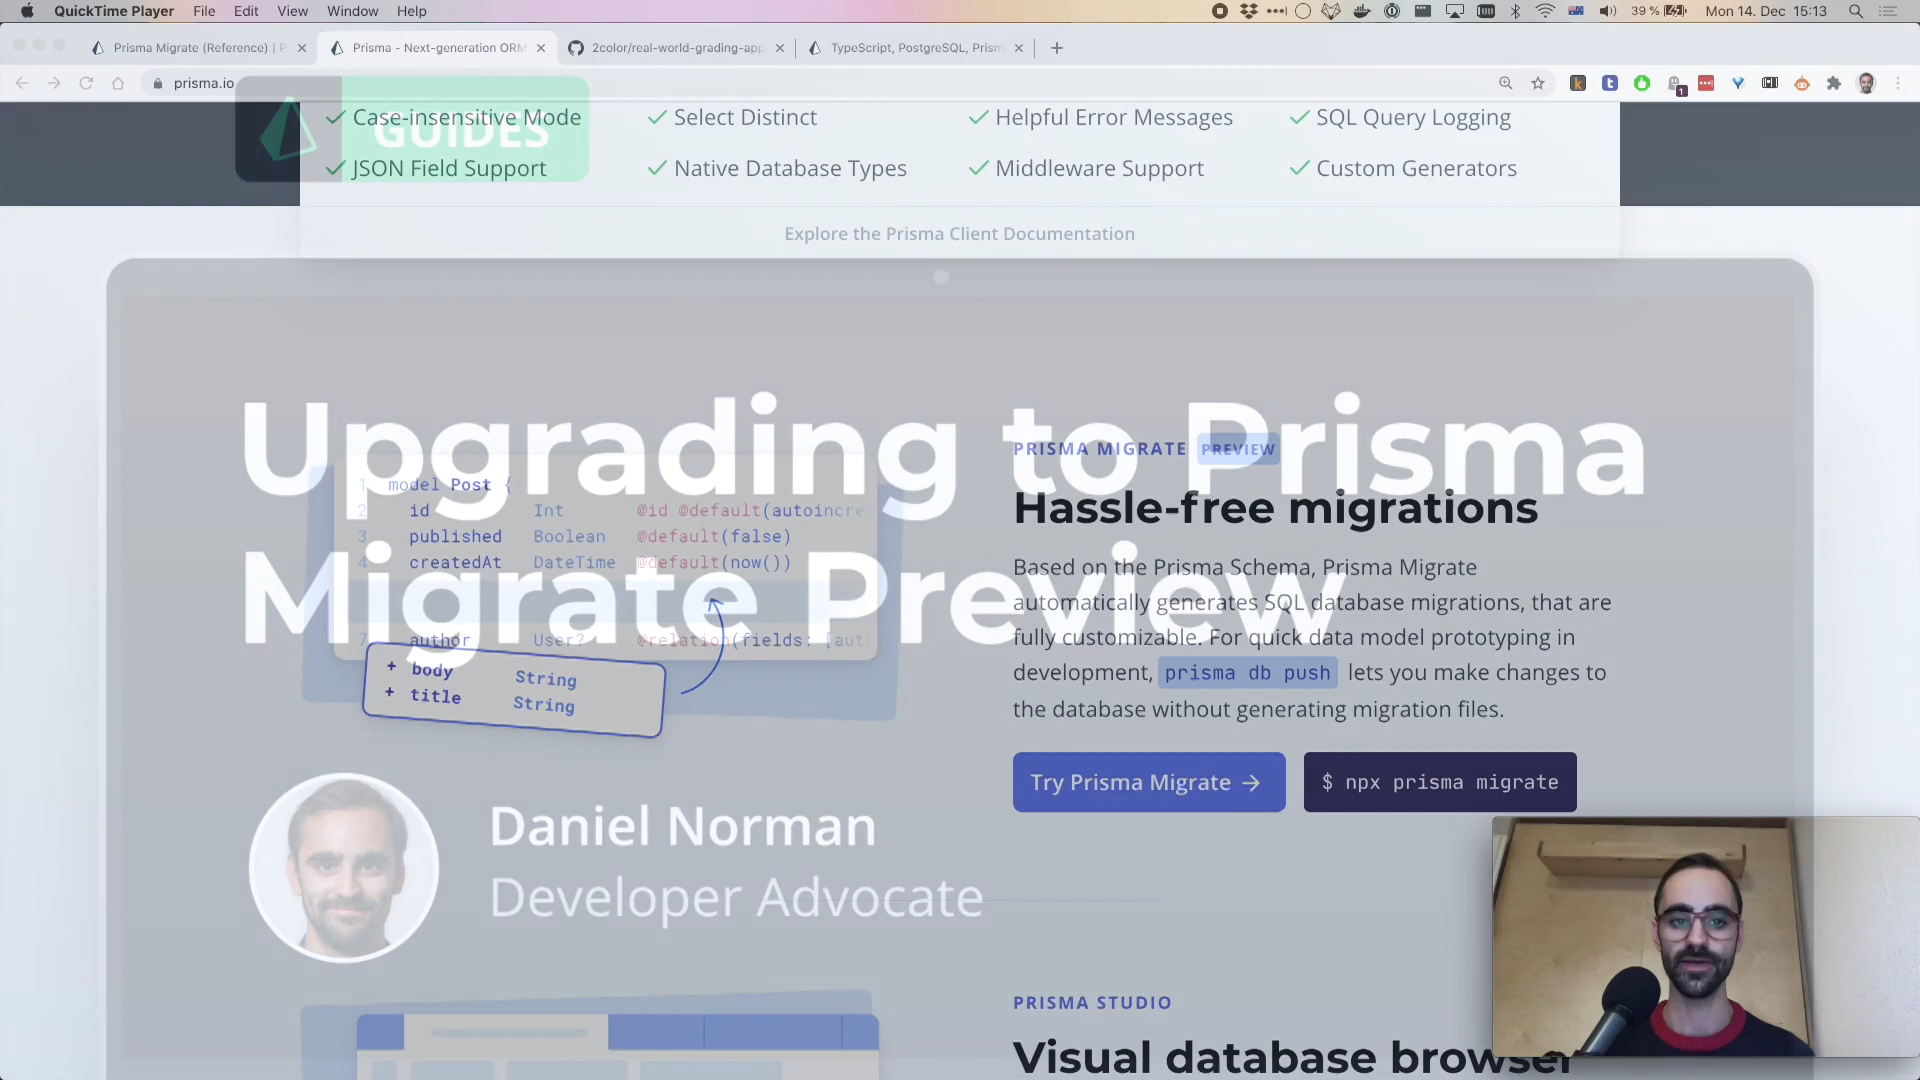 QuickTime Player File Edit View Window Help
39 % Mon 14. Dec 15:13
Prisma Migrate (Reference) | P
Prisma - Next-generation ORM
2color/real-world-grading-app
TypeScript, PostgreSQL, Prism
prisma.io
1
GUIDES
Case-insensitive Mode Select Distinct Helpful Error Messages SQL Query Logging
JSON Field Support Native Database Types Middleware Support Custom Generators
Explore the Prisma Client Documentation
Upgrading to Prisma
Migrate Preview
1 model Post {
2 id Int @id @default(autoincre
3 published Boolean @default(false)
4 createdAt DateTime @default(now())
7 author User? @relation(fields: [aut
+ body String
+ title String
PRISMA MIGRATE PREVIEW
Hassle-free migrations
Based on the Prisma Schema, Prisma Migrate
automatically generates SQL database migrations, that are
fully customizable. For quick data model prototyping in
development, prisma db push lets you make changes to
the database without generating migration files.
Try Prisma Migrate →
$ npx prisma migrate
Daniel Norman
Developer Advocate
PRISMA STUDIO
Visual database browser